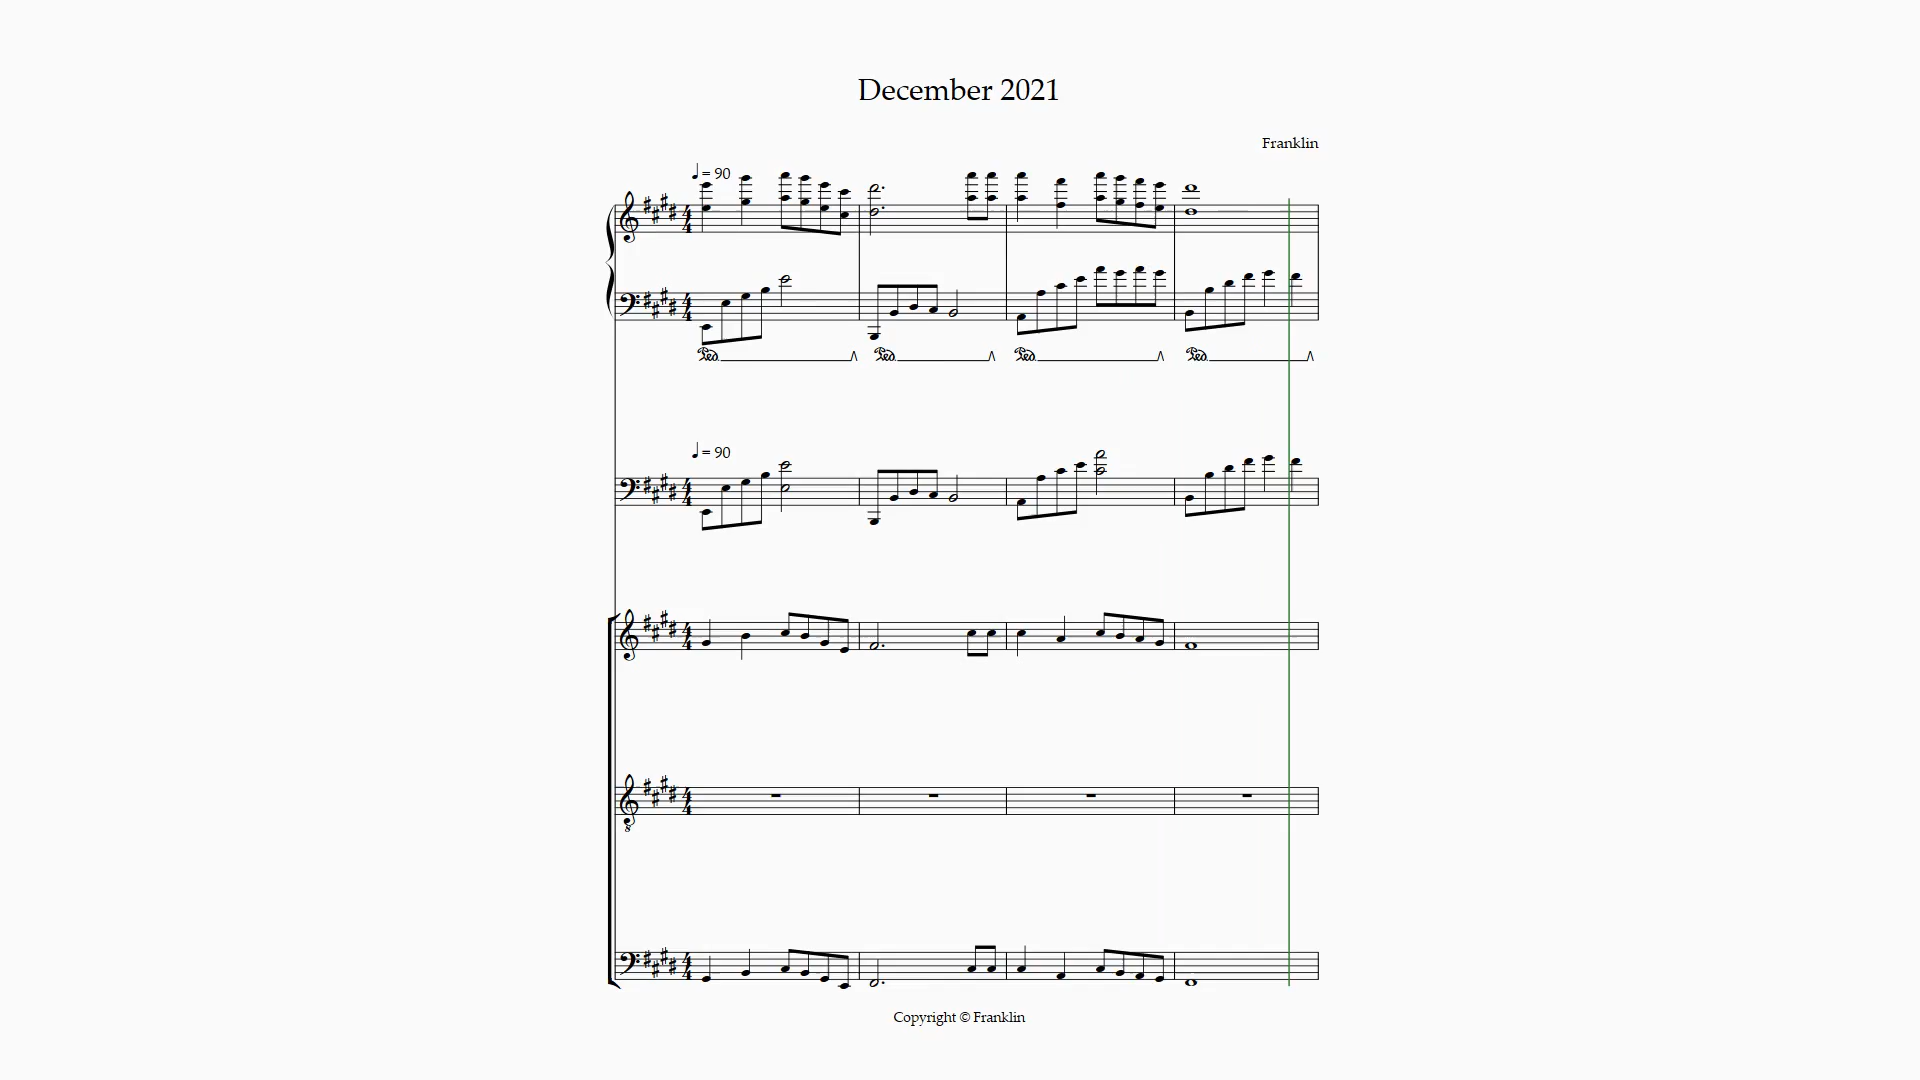 December 2021
Franklin
♩ = 90
♩ = 90
Copyright © Franklin